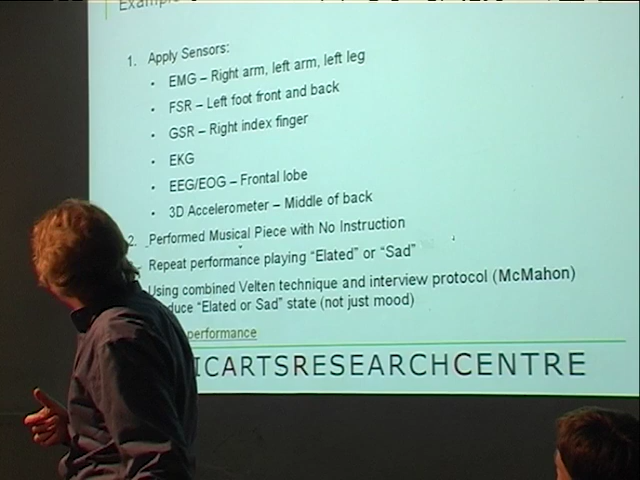 Example
1. Apply Sensors:
• EMG – Right arm, left arm, left leg
• FSR – Left foot front and back
• GSR – Right index finger
• EKG
• EEG/EOG – Frontal lobe
• 3D Accelerometer – Middle of back
2. Performed Musical Piece with No Instruction
Repeat performance playing “Elated” or “Sad”
Using combined Velten technique and interview protocol (McMahon)
duce “Elated or Sad” state (not just mood)
performance
ICARTSRESEARCHCENTRE